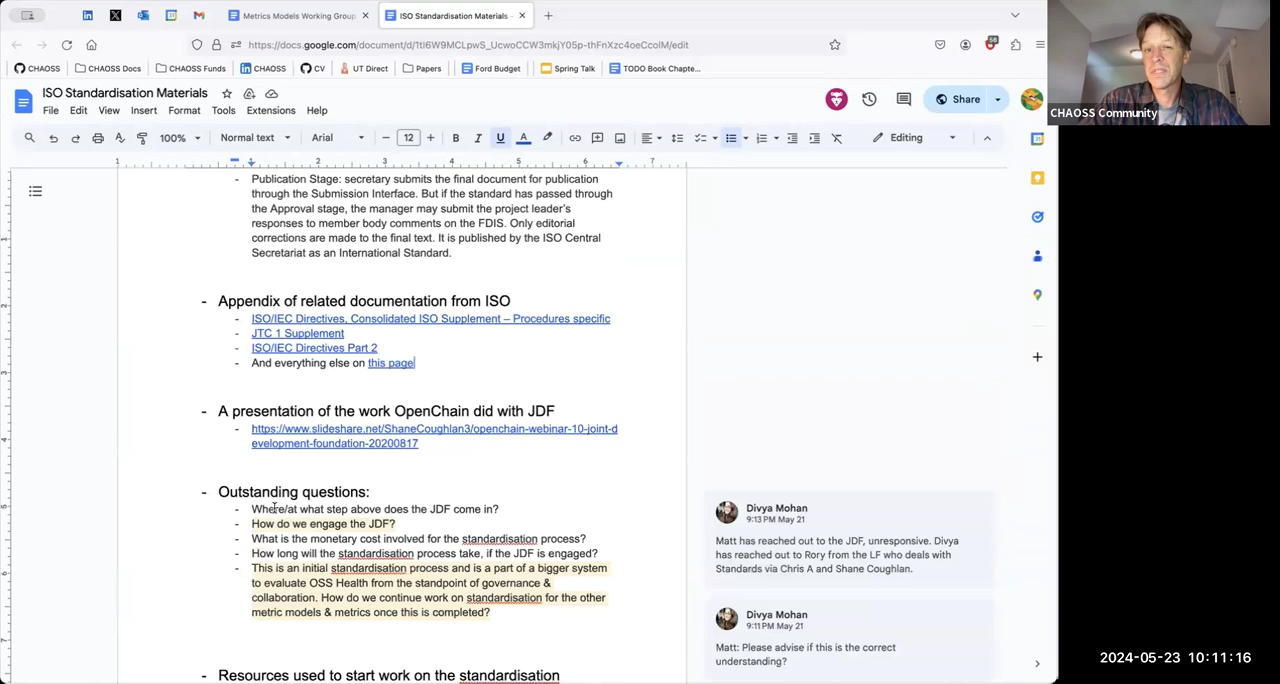 Metrics Models Working Group
ISO Standardisation Materials -
https://docs.google.com/document/d/1tI6W9MCLpwS_UcwoCCW3mkjY05p-thFnXzc4oeCcoIM/edit
CHAOSS
CHAOSS Docs
CHAOSS Funds
CHAOSS
CV
UT Direct
Papers
Ford Budget
Spring Talk
TODO Book Chapte...
CHAOSS Community
ISO Standardisation Materials
File Edit View Insert Format Tools Extensions Help
Share
100% Normal text Arial 12 B I U A Editing
1 1 2 3 4 5 6 7
- Publication Stage: secretary submits the final document for publication
through the Submission Interface. But if the standard has passed through
the Approval stage, the manager may submit the project leader's
responses to member body comments on the FDIS. Only editorial
corrections are made to the final text. It is published by the ISO Central
Secretariat as an International Standard.
- Appendix of related documentation from ISO
- ISO/IEC Directives, Consolidated ISO Supplement – Procedures specific
- JTC 1 Supplement
- ISO/IEC Directives Part 2
- And everything else on this page
- A presentation of the work OpenChain did with JDF
- https://www.slideshare.net/ShaneCoughlan3/openchain-webinar-10-joint-d
evelopment-foundation-20200817
- Outstanding questions:
- Where/at what step above does the JDF come in?
- How do we engage the JDF?
- What is the monetary cost involved for the standardisation process?
- How long will the standardisation process take, if the JDF is engaged?
- This is an initial standardisation process and is a part of a bigger system
to evaluate OSS Health from the standpoint of governance &
collaboration. How do we continue work on standardisation for the other
metric models & metrics once this is completed?
- Resources used to start work on the standardisation
Divya Mohan
9:13 PM May 21
Matt has reached out to the JDF, unresponsive. Divya
has reached out to Rory from the LF who deals with
Standards via Chris A and Shane Coughlan.
Divya Mohan
9:11 PM May 21
Matt: Please advise if this is the correct
understanding?
2024-05-23 10:11:16